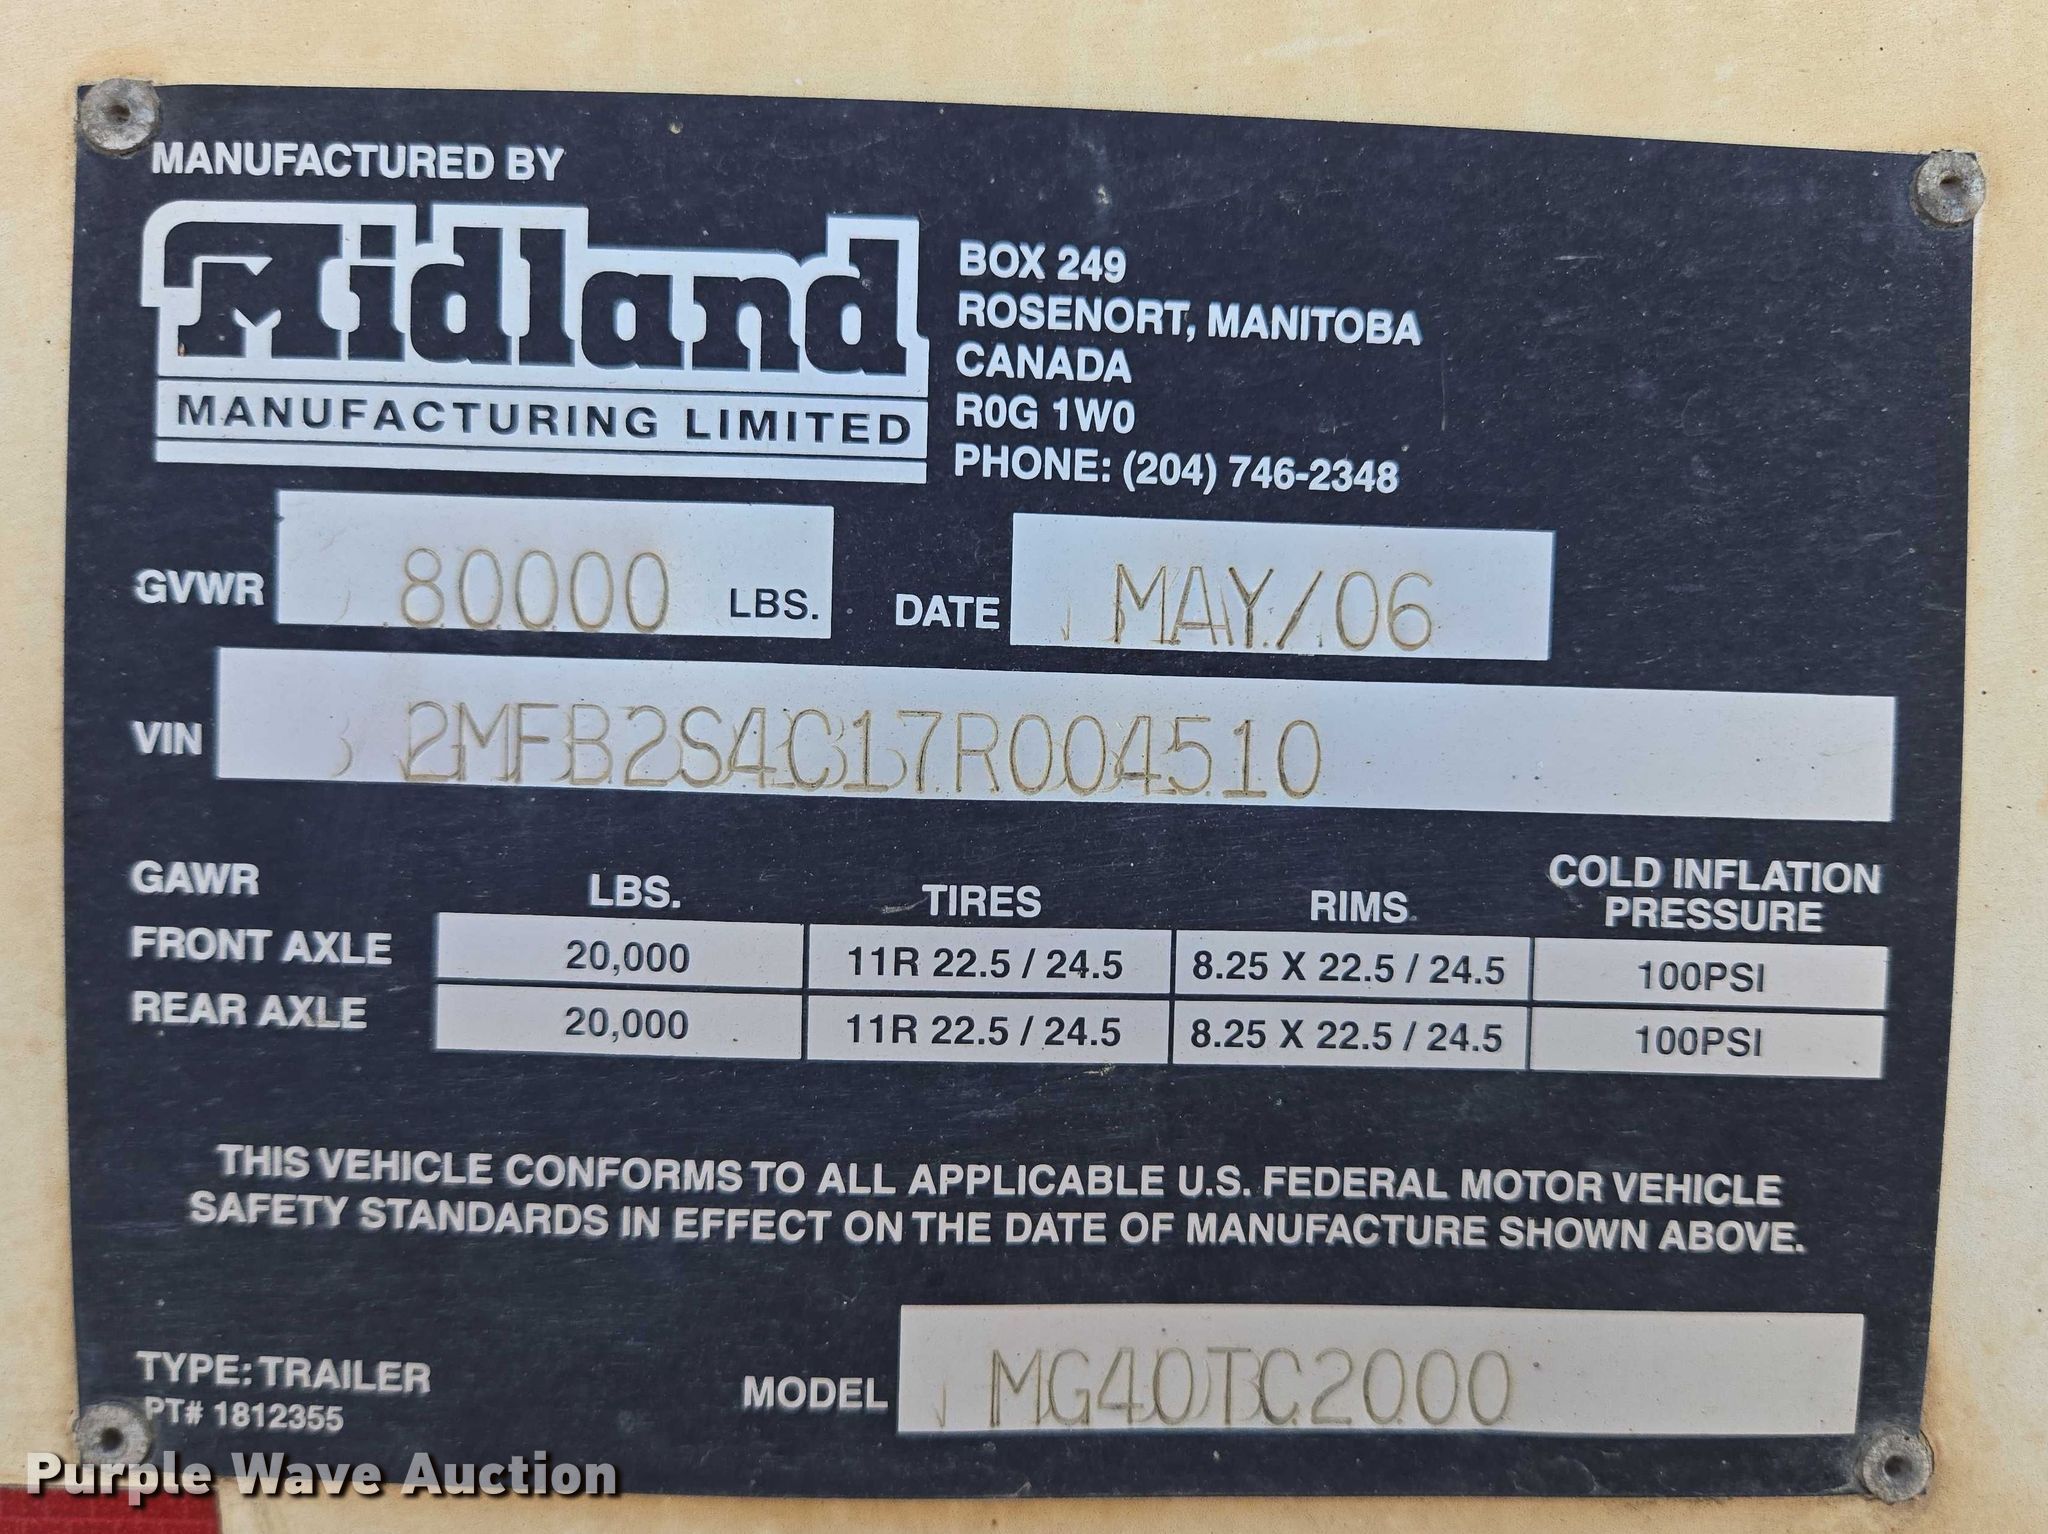 MANUFACTURED BY
Midland
MANUFACTURING LIMITED
BOX 249
ROSENORT, MANITOBA
CANADA
R0G 1W0
PHONE: (204) 746-2348
GVWR 80000 LBS. DATE MAY/06
VIN 2MFB2S4C17R004510
GAWR LBS. TIRES RIMS COLD INFLATION PRESSURE
FRONT AXLE 20,000 11R 22.5 / 24.5 8.25 X 22.5 / 24.5 100PSI
REAR AXLE 20,000 11R 22.5 / 24.5 8.25 X 22.5 / 24.5 100PSI
THIS VEHICLE CONFORMS TO ALL APPLICABLE U.S. FEDERAL MOTOR VEHICLE
SAFETY STANDARDS IN EFFECT ON THE DATE OF MANUFACTURE SHOWN ABOVE.
TYPE: TRAILER
PT# 1812355
MODEL MG40TC2000
Purple Wave Auction